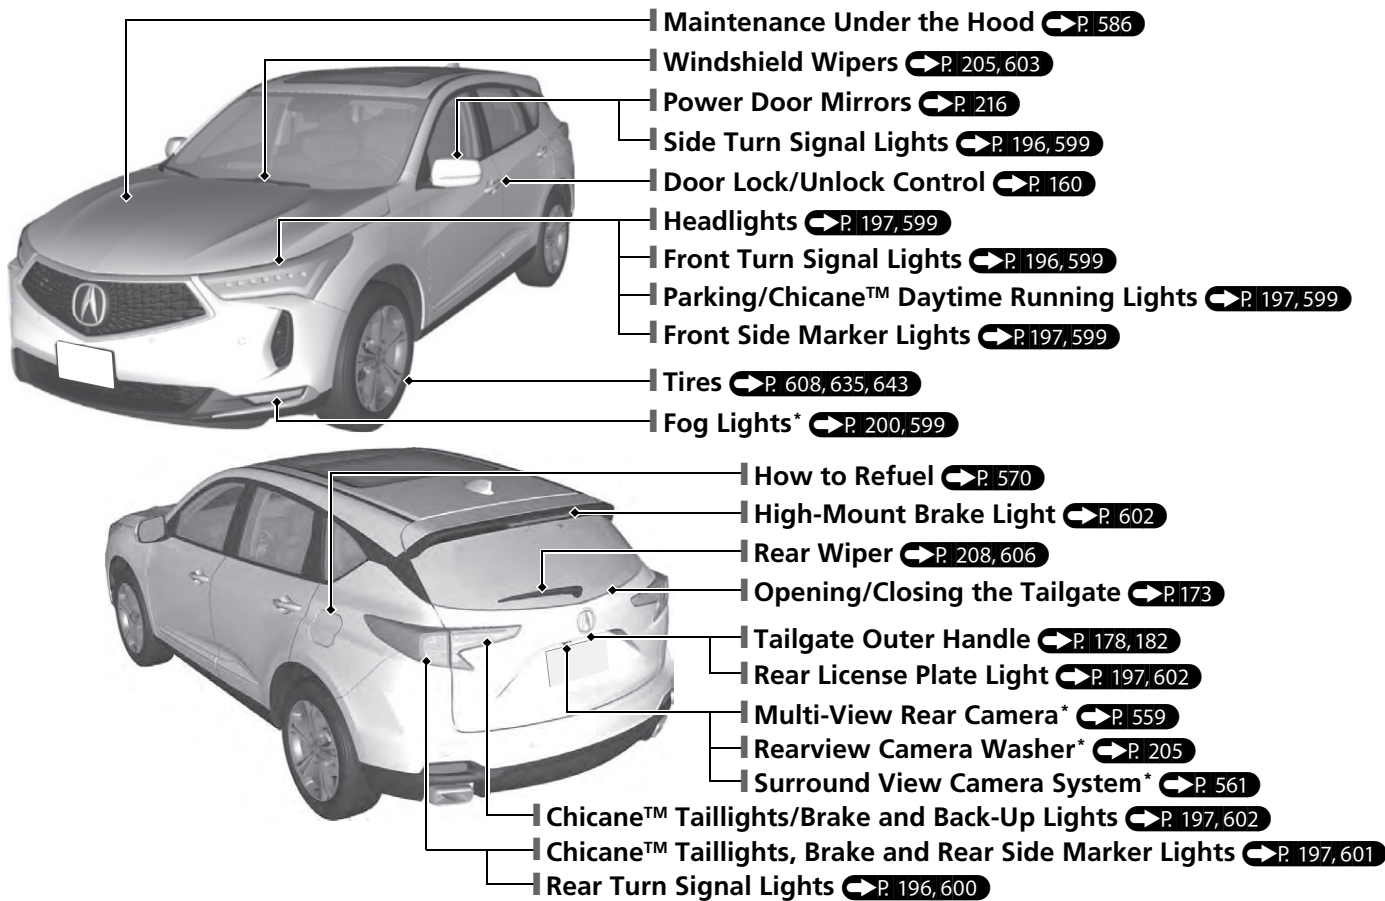 Maintenance Under the Hood P. 586
Windshield Wipers P. 205, 603
Power Door Mirrors P. 216
Side Turn Signal Lights P. 196, 599
Door Lock/Unlock Control P. 160
Headlights P. 197, 599
Front Turn Signal Lights P. 196, 599
Parking/Chicane™ Daytime Running Lights P. 197, 599
Front Side Marker Lights P. 197, 599
Tires P. 608, 635, 643
Fog Lights* P. 200, 599
How to Refuel P. 570
High-Mount Brake Light P. 602
Rear Wiper P. 208, 606
Opening/Closing the Tailgate P. 173
Tailgate Outer Handle P. 178, 182
Rear License Plate Light P. 197, 602
Multi-View Rear Camera* P. 559
Rearview Camera Washer* P. 205
Surround View Camera System* P. 561
Chicane™ Taillights/Brake and Back-Up Lights P. 197, 602
Chicane™ Taillights, Brake and Rear Side Marker Lights P. 197, 601
Rear Turn Signal Lights P. 196, 600